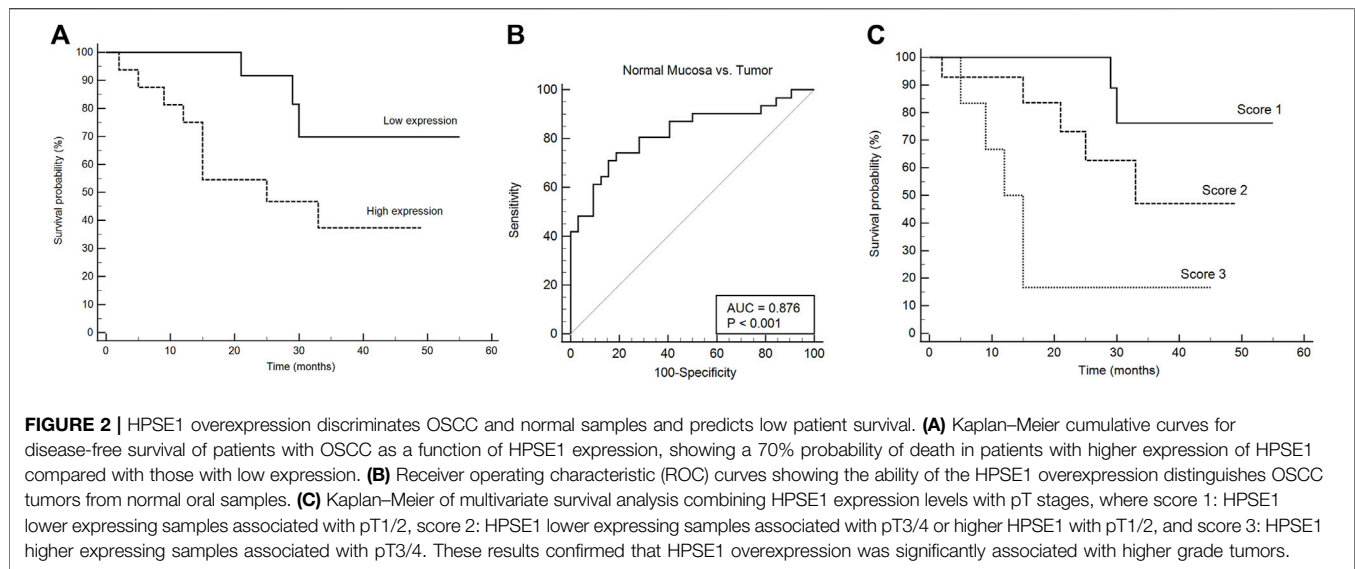 A
100
90
80
70
60
50
40
30
20
10
0
Survival probability (%)
Low expression
High expression
0 10 20 30 40 50 60
Time (months)
B
Normal Mucosa vs. Tumor
100
80
60
40
20
0
Sensitivity
AUC = 0.876
P < 0.001
0 20 40 60 80 100
100-Specificity
C
100
90
80
70
60
50
40
30
20
10
0
Survival probability (%)
Score 1
Score 2
Score 3
0 10 20 30 40 50 60
Time (months)
FIGURE 2 | HPSE1 overexpression discriminates OSCC and normal samples and predicts low patient survival. (A) Kaplan–Meier cumulative curves for
disease-free survival of patients with OSCC as a function of HPSE1 expression, showing a 70% probability of death in patients with higher expression of HPSE1
compared with those with low expression. (B) Receiver operating characteristic (ROC) curves showing the ability of the HPSE1 overexpression distinguishes OSCC
tumors from normal oral samples. (C) Kaplan–Meier of multivariate survival analysis combining HPSE1 expression levels with pT stages, where score 1: HPSE1
lower expressing samples associated with pT1/2, score 2: HPSE1 lower expressing samples associated with pT3/4 or higher HPSE1 with pT1/2, and score 3: HPSE1
higher expressing samples associated with pT3/4. These results confirmed that HPSE1 overexpression was significantly associated with higher grade tumors.